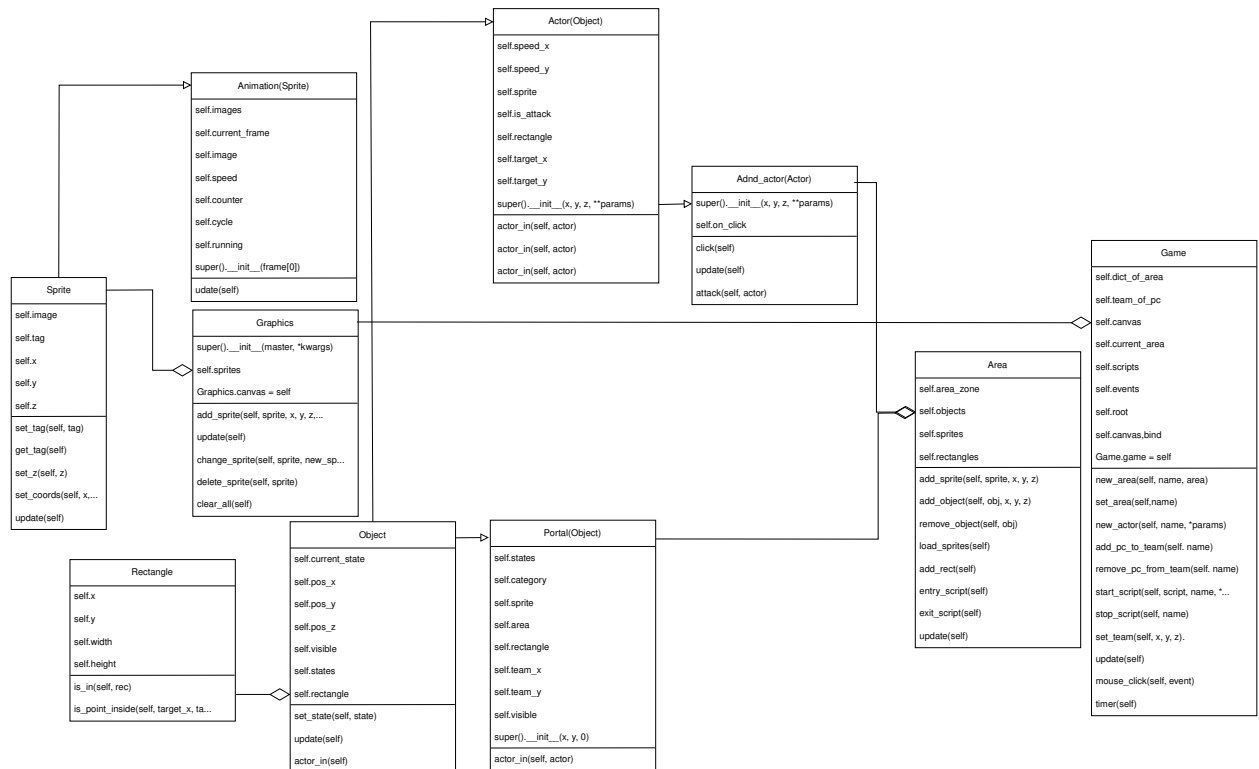 Actor(Object)
self.speed_x
self.speed_y
self.sprite
self.is_attack
self.rectangle
self.target_x
self.target_y
super().__init__(x, y, z, **params)
actor_in(self, actor)
actor_in(self, actor)
actor_in(self, actor)
Animation(Sprite)
self.images
self.current_frame
self.image
self.speed
self.counter
self.cycle
self.running
super().__init__(frame[0])
udate(self)
Adnd_actor(Actor)
super().__init__(x, y, z, **params)
self.on_click
click(self)
update(self)
attack(self, actor)
Game
self.dict_of_area
self.team_of_pc
self.canvas
self.current_area
self.scripts
self.events
self.root
self.canvas,bind
Game.game = self
new_area(self, name, area)
set_area(self,name)
new_actor(self, name, *params)
add_pc_to_team(self. name)
remove_pc_from_team(self. name)
start_script(self, script, name, *...
stop_script(self, name)
set_team(self, x, y, z).
update(self)
mouse_click(self, event)
timer(self)
Sprite
self.image
self.tag
self.x
self.y
self.z
set_tag(self, tag)
get_tag(self)
set_z(self, z)
set_coords(self, x,...
update(self)
Graphics
super().__init__(master, *kwargs)
self.sprites
Graphics.canvas = self
add_sprite(self, sprite, x, y, z,...
update(self)
change_sprite(self, sprite, new_sp...
delete_sprite(self, sprite)
clear_all(self)
Area
self.area_zone
self.objects
self.sprites
self.rectangles
add_sprite(self, sprite, x, y, z)
add_object(self, obj, x, y, z)
remove_object(self, obj)
load_sprites(self)
add_rect(self)
entry_script(self)
exit_script(self)
update(self)
Rectangle
self.x
self.y
self.width
self.height
is_in(self, rec)
is_point_inside(self, target_x, ta...
Object
self.current_state
self.pos_x
self.pos_y
self.pos_z
self.visible
self.states
self.rectangle
set_state(self, state)
update(self)
actor_in(self)
Portal(Object)
self.states
self.category
self.sprite
self.area
self.rectangle
self.team_x
self.team_y
self.visible
super().__init__(x, y, 0)
actor_in(self, actor)